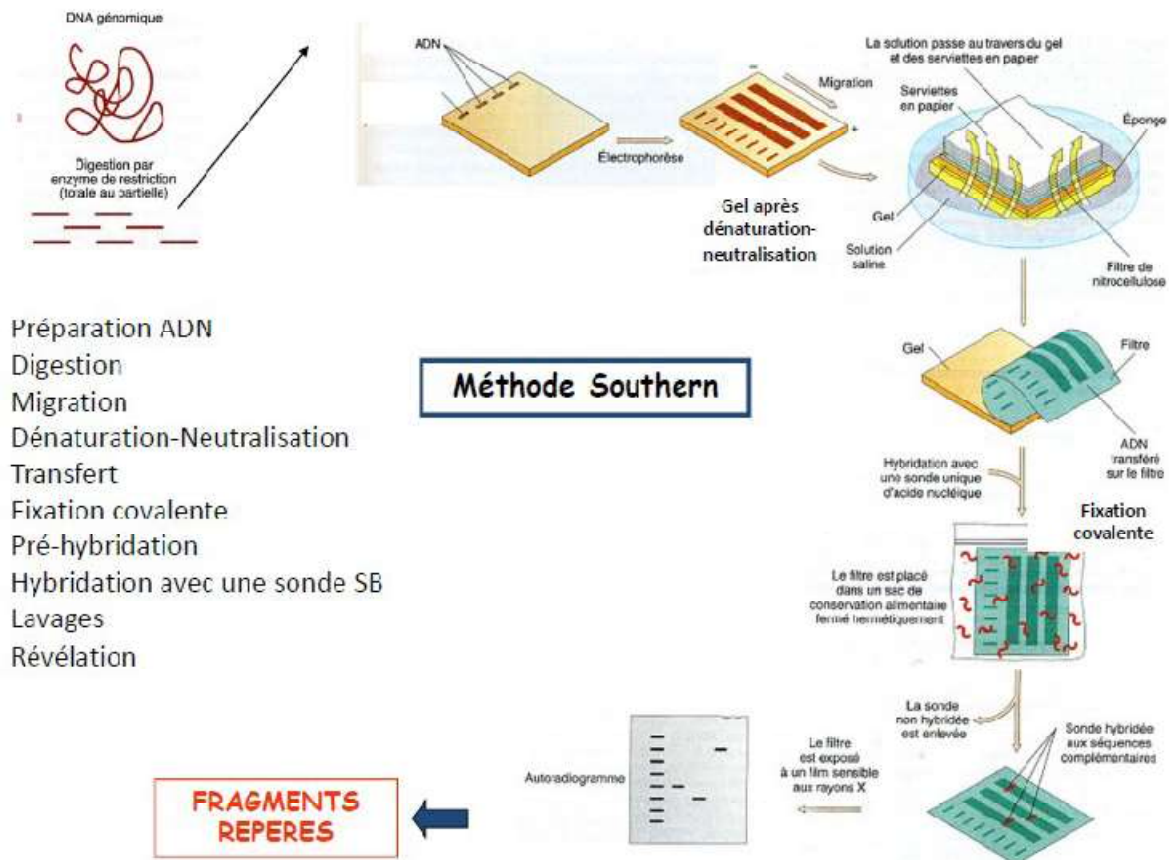 DNA génomique
Digestion par
enzyme de restriction
(totale au partielle)
ADN
Électrophorèse
Migration
−
+
Gel après
dénaturation-
neutralisation
La solution passe au travers du gel
et des serviettes en papier
Serviettes
en papier
Éponge
Gel
Solution
saline
Filtre de
nitrocellulose
Préparation ADN
Digestion
Migration
Dénaturation-Neutralisation
Transfert
Fixation covalente
Pré-hybridation
Hybridation avec une sonde SB
Lavages
Révélation
Méthode Southern
Gel
Filtre
ADN
transféré
sur le filtre
Hybridation avec
une sonde unique
d'acide nucléique
Fixation
covalente
Le filtre est placé
dans un sac de
conservation alimentaire
fermé hermétiquement
La sonde
non hybridée
est enlevée
Sonde hybridée
aux séquences
complémentaires
Le filtre
est exposé
à un film sensible
aux rayons X
Autoradiogramme
FRAGMENTS
REPERES